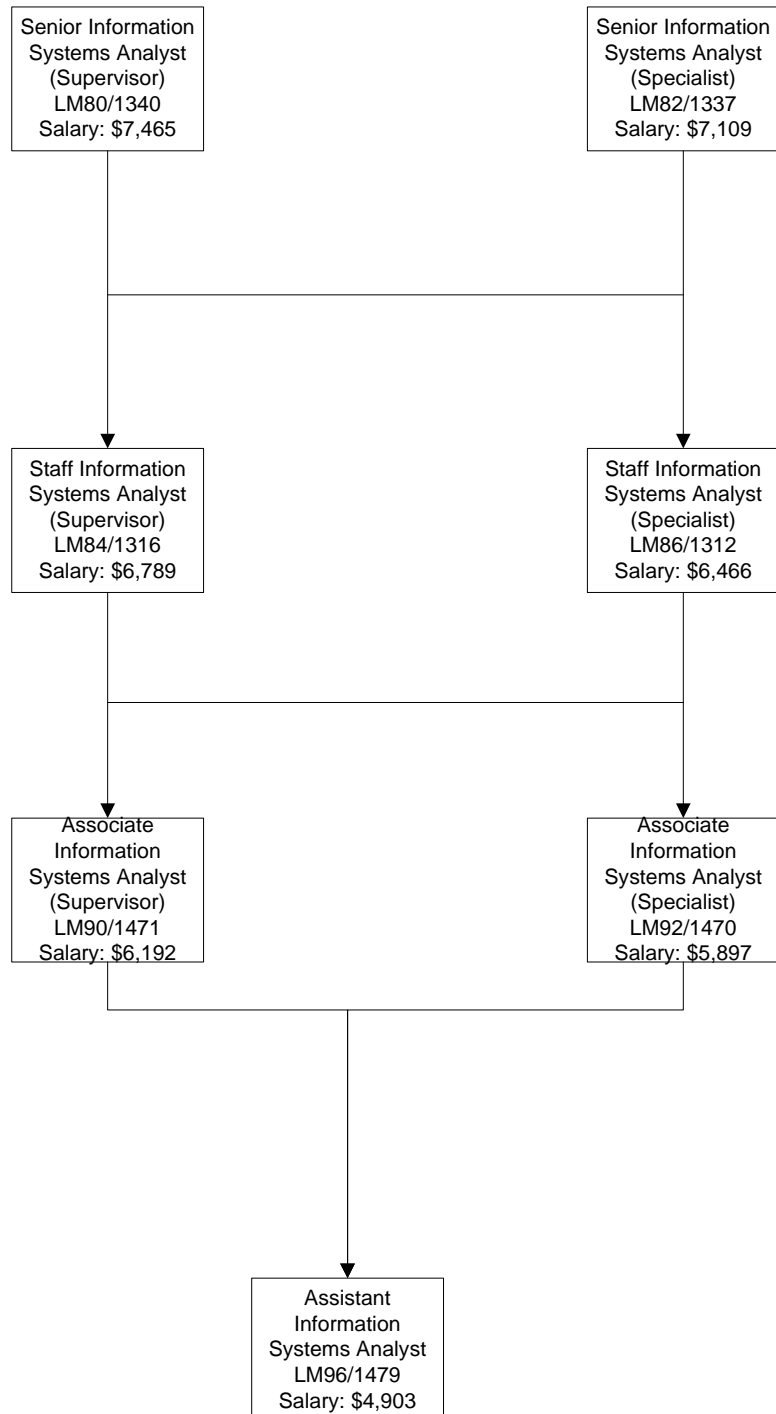 Senior Information
Systems Analyst
(Supervisor)
LM80/1340
Salary: $7,465
Senior Information
Systems Analyst
(Specialist)
LM82/1337
Salary: $7,109
Staff Information
Systems Analyst
(Supervisor)
LM84/1316
Salary: $6,789
Staff Information
Systems Analyst
(Specialist)
LM86/1312
Salary: $6,466
Associate
Information
Systems Analyst
(Supervisor)
LM90/1471
Salary: $6,192
Associate
Information
Systems Analyst
(Specialist)
LM92/1470
Salary: $5,897
Assistant
Information
Systems Analyst
LM96/1479
Salary: $4,903